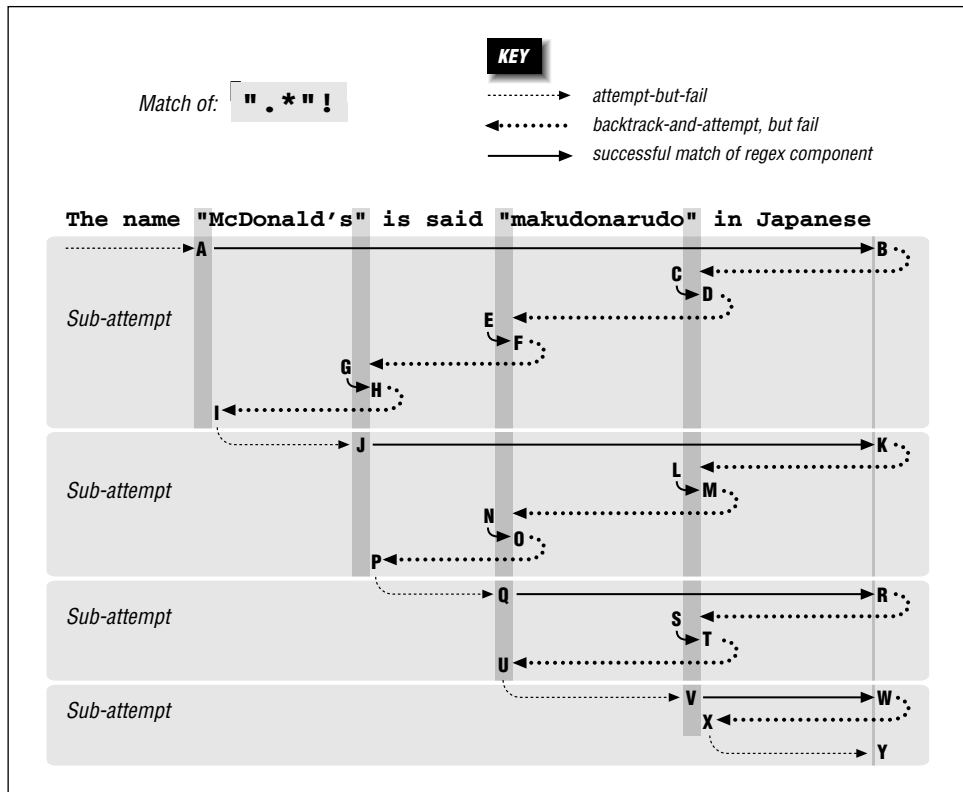 KEY
Match of: ".*"!
attempt-but-fail
backtrack-and-attempt, but fail
successful match of regex component
The name "McDonald's" is said "makudonarudo" in Japanese
A B
C D
Sub-attempt
E F
G H
I
J K
L M
Sub-attempt
N O
P
Q R
S T
Sub-attempt
U
V W
Sub-attempt
X
Y